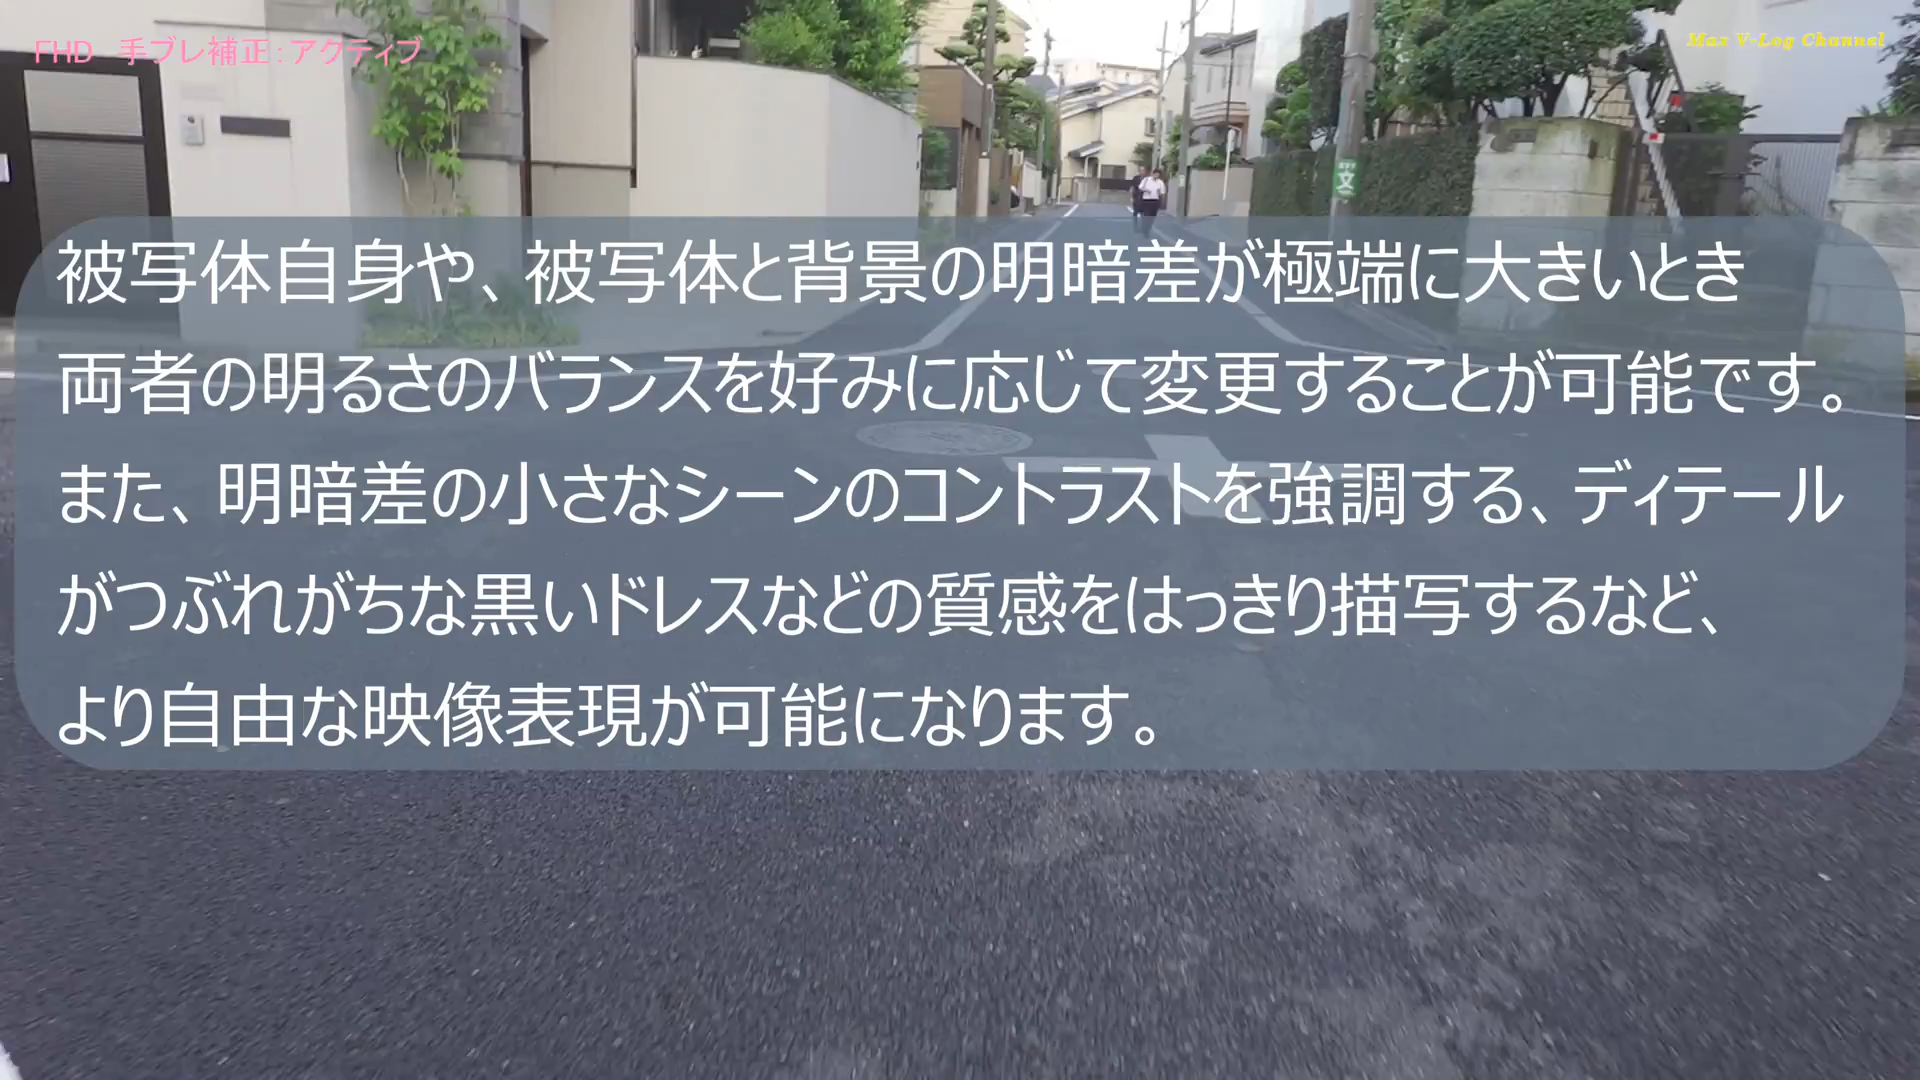 FHD 手ブレ補正：アクティブ
Max V-Log Channel
文
被写体自身や、被写体と背景の明暗差が極端に大きいとき
両者の明るさのバランスを好みに応じて変更することが可能です。
また、明暗差の小さなシーンのコントラストを強調する、ディテール
がつぶれがちな黒いドレスなどの質感をはっきり描写するなど、
より自由な映像表現が可能になります。